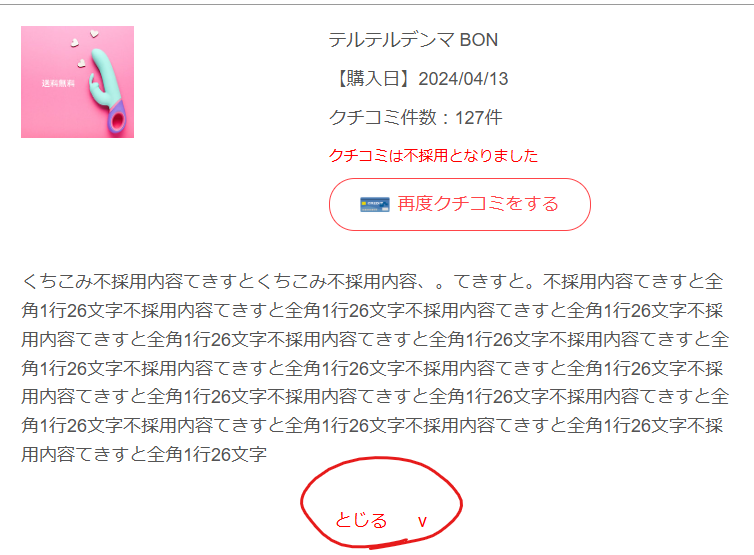 テルテルデンマ BON
【購入日】2024/04/13
送料無料
クチコミ件数：127件
クチコミは不採用となりました
再度クチコミをする
くちこみ不採用内容てきすとくちこみ不採用内容、。てきすと。不採用内容てきすと全
角1行26文字不採用内容てきすと全角1行26文字不採用内容てきすと全角1行26文字不採
用内容てきすと全角1行26文字不採用内容てきすと全角1行26文字不採用内容てきすと全
角1行26文字不採用内容てきすと全角1行26文字不採用内容てきすと全角1行26文字不採
用内容てきすと全角1行26文字不採用内容てきすと全角1行26文字不採用内容てきすと全
角1行26文字不採用内容てきすと全角1行26文字不採用内容てきすと全角1行26文字不採
用内容てきすと全角1行26文字
とじる v